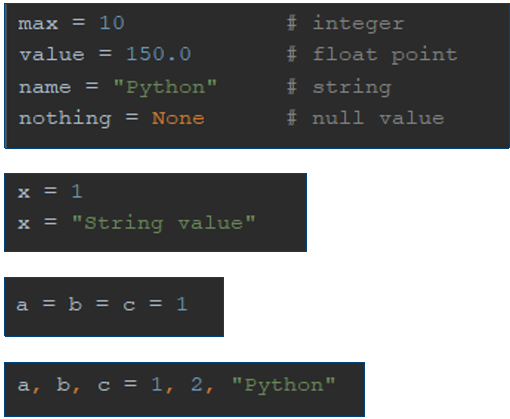 max = 10 # integer
value = 150.0 # float point
name = "Python" # string
nothing = None # null value
x = 1
x = "String value"
a = b = c = 1
a, b, c = 1, 2, "Python"